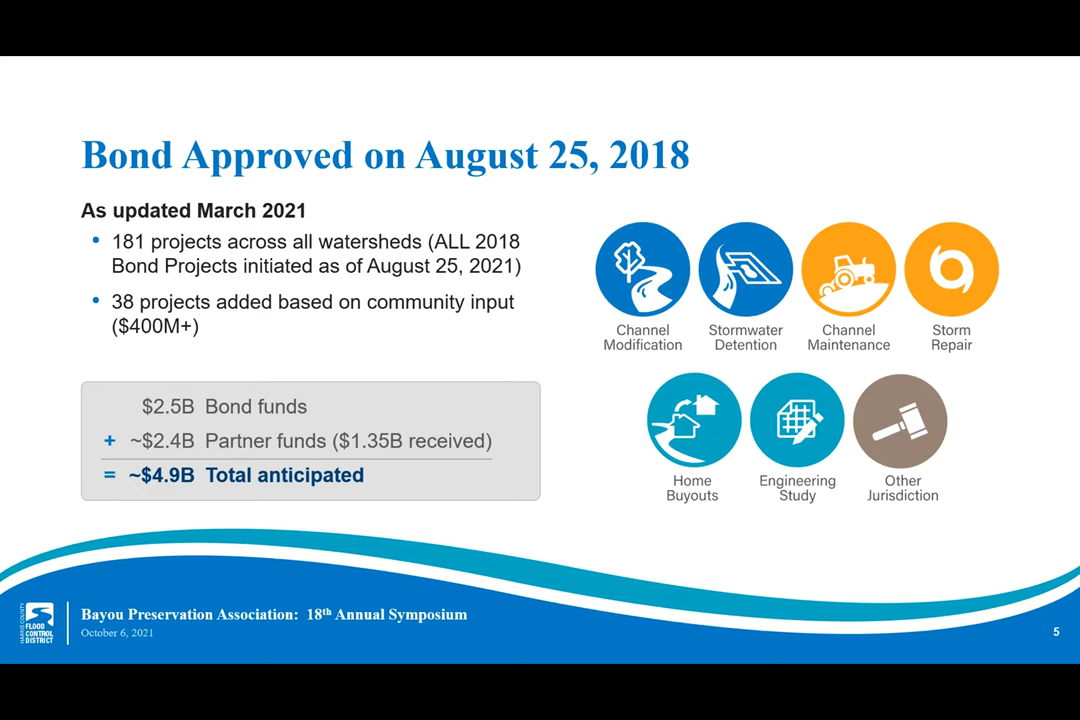 Bond Approved on August 25, 2018
As updated March 2021
• 181 projects across all watersheds (ALL 2018
Bond Projects initiated as of August 25, 2021)
• 38 projects added based on community input
($400M+)
$2.5B Bond funds
+ ~$2.4B Partner funds ($1.35B received)
= ~$4.9B Total anticipated
Channel
Modification
Stormwater
Detention
Channel
Maintenance
Storm
Repair
Home
Buyouts
Engineering
Study
Other
Jurisdiction
HARRIS COUNTY
FLOOD
CONTROL
DISTRICT
Bayou Preservation Association: 18th Annual Symposium
October 6, 2021
5